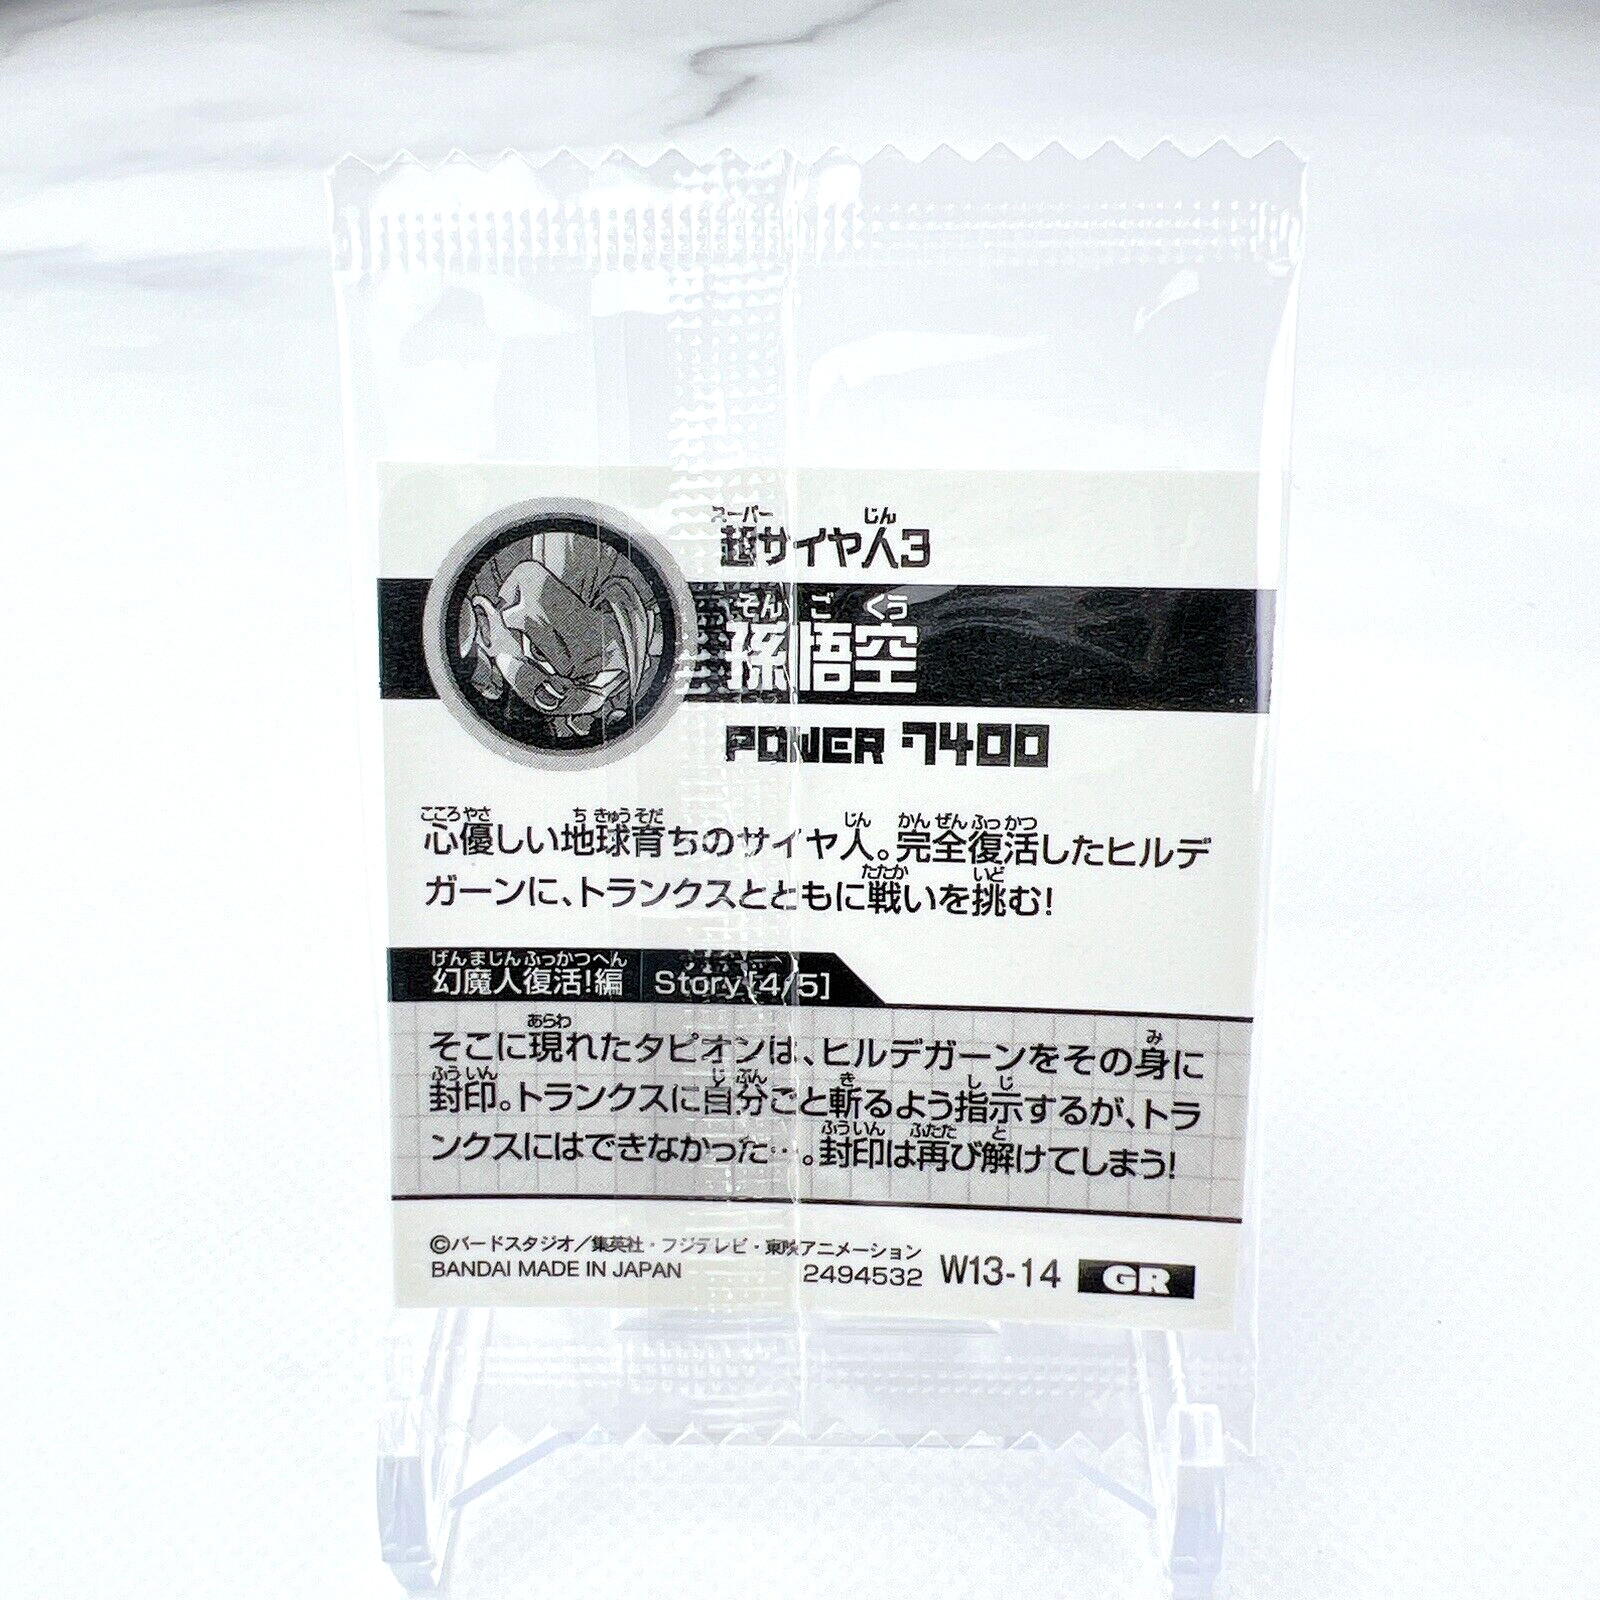 スーパー じん
超サイヤ人3
そん ご くう
孫悟空
POWER 7400
こころ やさ ち きゅう そだ じん かん ぜん ふっ かつ
心優しい地球育ちのサイヤ人。完全復活したヒルデ
たたか いど
ガーンに、トランクスとともに戦いを挑む!
げんまじんふっかつへん
幻魔人復活!編 Story[4/5]
あらわ み
そこに現れたタピオンは、ヒルデガーンをその身に
ふう いん じ ぶん き し じ
封印。トランクスに自分ごと斬るよう指示するが、トラ
ふういん ふたた と
ンクスにはできなかった…。封印は再び解けてしまう!
©バードスタジオ/集英社・フジテレビ・東映アニメーション
BANDAI MADE IN JAPAN 2494532 W13-14 GR